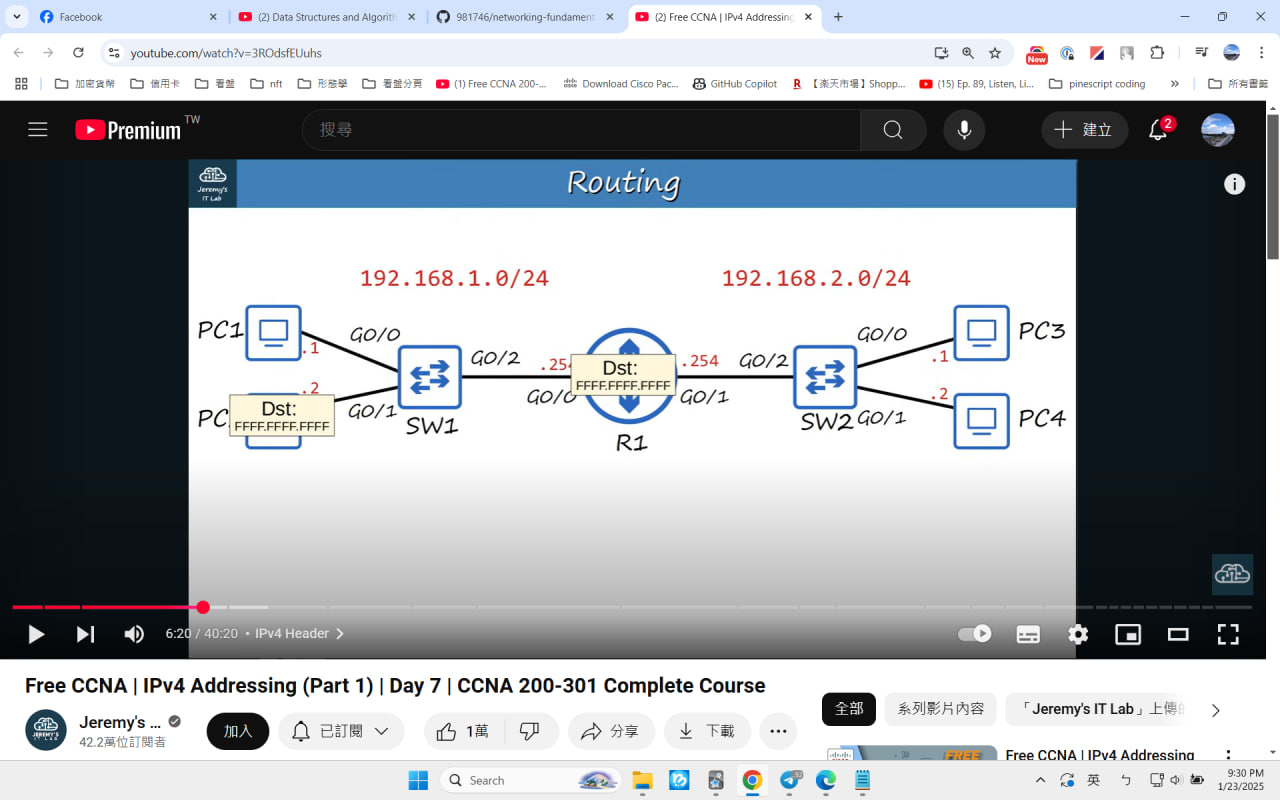 Facebook
(2) Data Structures and Algorith
981746/networking-fundament
(2) Free CCNA | IPv4 Addressing
youtube.com/watch?v=3ROdsfEUuhs
New
加密貨幣
信用卡
看盤
nft
形態學
看盤分頁
(1) Free CCNA 200-...
Download Cisco Pac...
GitHub Copilot
R 【楽天市場】Shopp...
(15) Ep. 89, Listen, Li...
pinescript coding
»
所有書籤
Premium TW
搜尋
建立
2
Jeremy's
IT Lab
Routing
192.168.1.0/24
192.168.2.0/24
PC1
G0/0
.1
G0/2
.254
.254
G0/2
G0/0
.1
PC3
Dst:
FFFF.FFFF.FFFF
.2
G0/1
SW1
G0/0
G0/1
R1
SW2
G0/1
.2
PC4
PC
Dst:
FFFF.FFFF.FFFF
6:20 / 40:20 • IPv4 Header
Free CCNA | IPv4 Addressing (Part 1) | Day 7 | CCNA 200-301 Complete Course
Jeremy's ...
42.2萬位訂閱者
加入
已訂閱
1萬
分享
下載
全部
系列影片內容
「Jeremy's IT Lab」上傳的
FREE
Free CCNA | IPv4 Addressing
Search
英
ㄅ
9:30 PM
1/23/2025